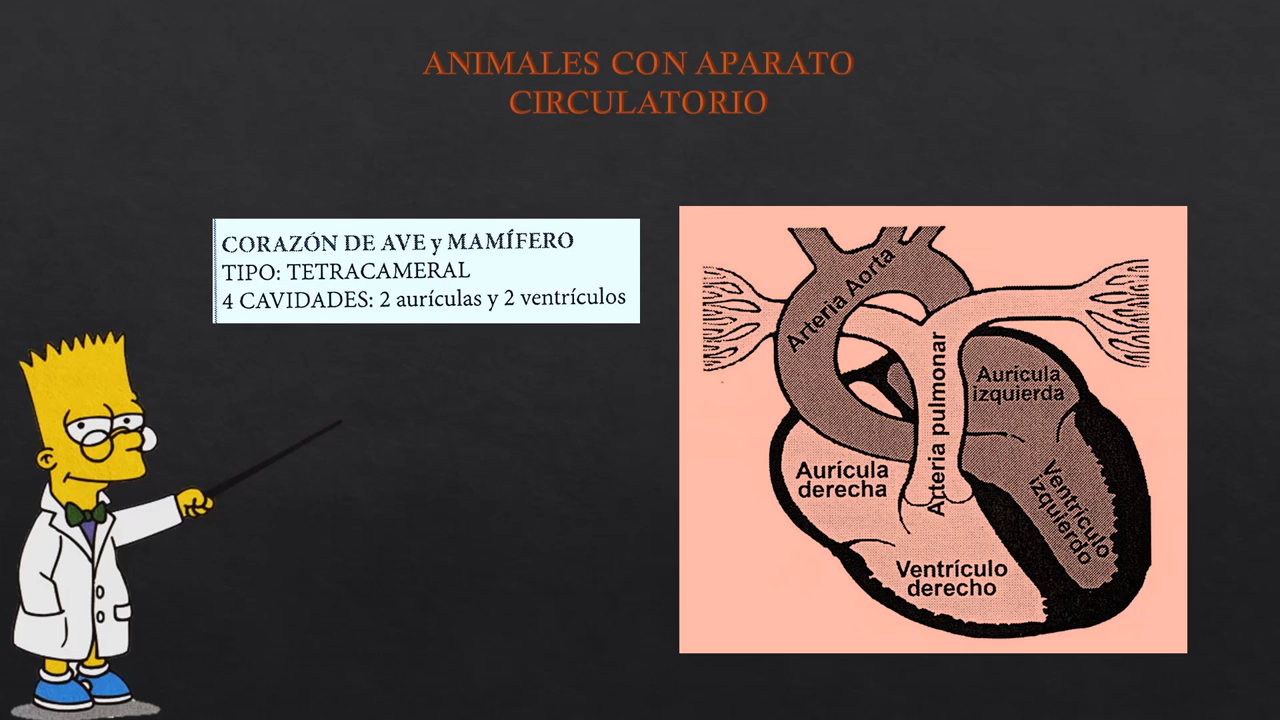 ANIMALES CON APARATO
CIRCULATORIO
CORAZÓN DE AVE y MAMÍFERO
TIPO: TETRACAMERAL
4 CAVIDADES: 2 aurículas y 2 ventrículos
Arteria Aorta
Arteria pulmonar
Aurícula
izquierda
Aurícula
derecha
Ventrículo
izquierdo
Ventrículo
derecho